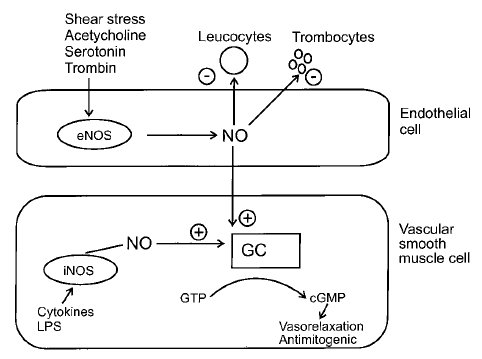 Shear stress
Acetycholine
Serotonin
Trombin
Leucocytes
Trombocytes
-
-
eNOS
NO
Endothelial
cell
+
NO
+
GC
iNOS
Vascular
smooth
muscle cell
Cytokines
LPS
GTP
cGMP
Vasorelaxation
Antimitogenic